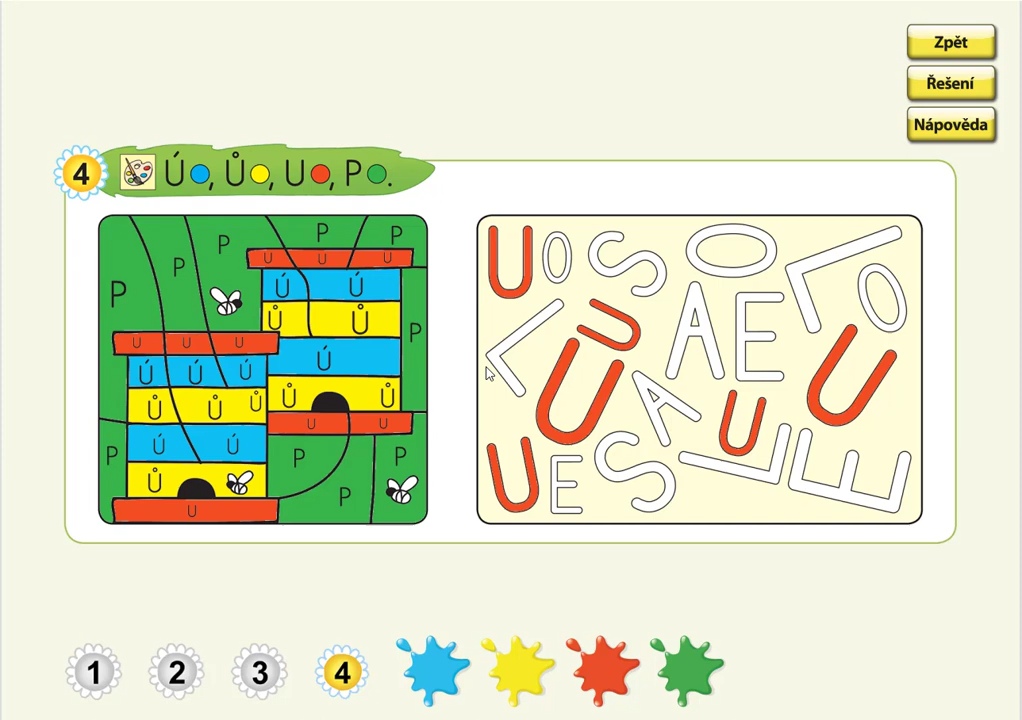 Zpět
Řešení
Nápověda
4 Ú, Ů, U, P.
P P P
P
P
U U U
Ú Ú
Ů Ů
P
U U U
Ú
Ú Ú Ú
Ů Ů
Ů Ů Ů
U U
P
Ú Ú
P P
Ů
P
U
U O S O L
O
L U A E
U U
A U
U E S L E
1 2 3 4